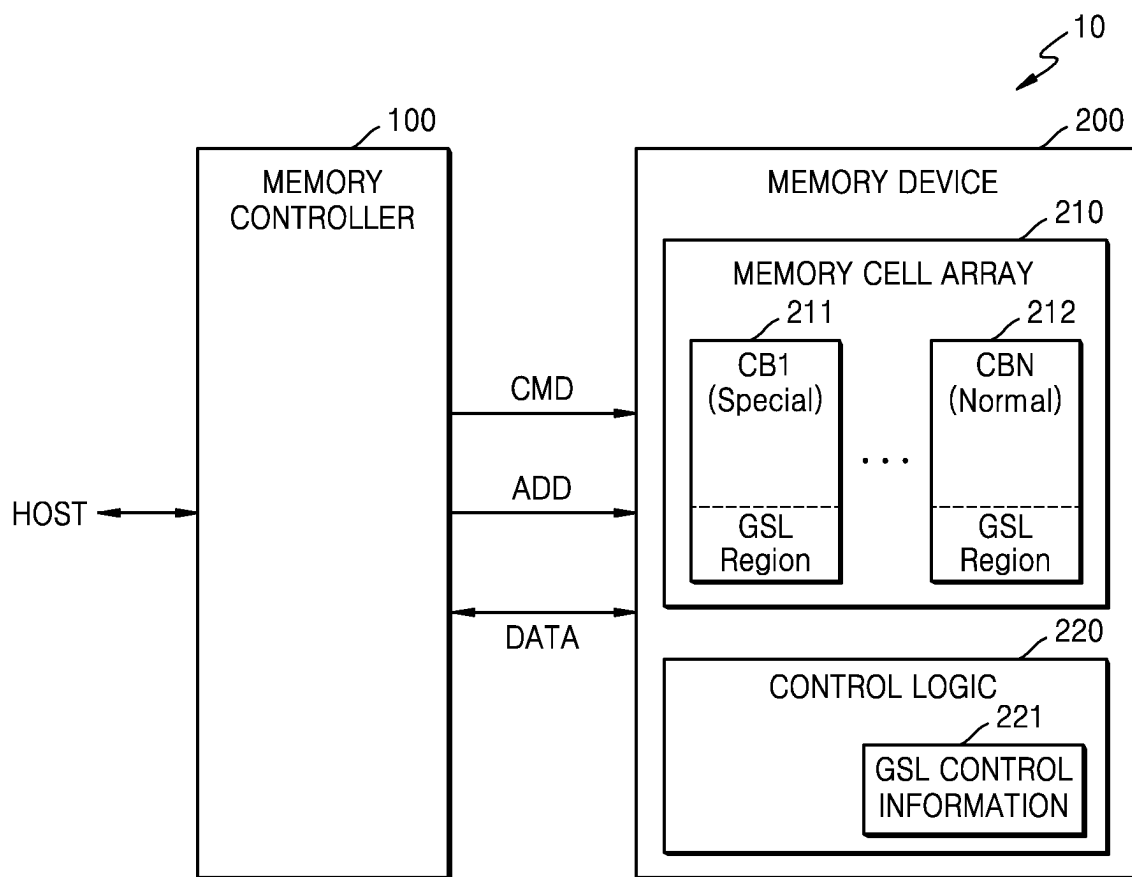 10
100
200
MEMORY
CONTROLLER
MEMORY DEVICE
210
MEMORY CELL ARRAY
211
212
CB1
(Special)
CBN
(Normal)
CMD
...
ADD
HOST
GSL
Region
GSL
Region
DATA
220
CONTROL LOGIC
221
GSL CONTROL
INFORMATION